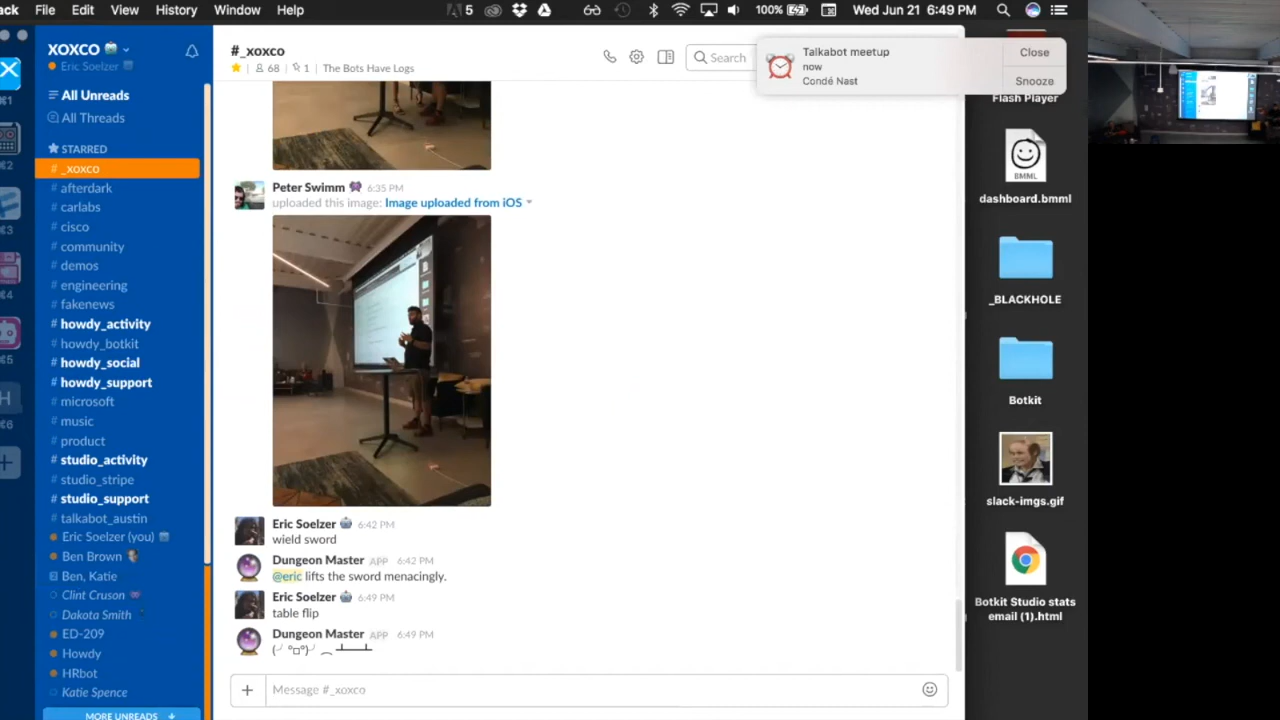 ack File Edit View History Window Help 5 100% Wed Jun 21 6:49 PM
XOXCO
Eric Soelzer
All Unreads
All Threads
STARRED
# _xoxco
# afterdark
# carlabs
# cisco
# community
# demos
# engineering
# fakenews
# howdy_activity
# howdy_botkit
# howdy_social
# howdy_support
# microsoft
# music
# product
# studio_activity
# studio_stripe
# studio_support
# talkabot_austin
Eric Soelzer (you)
Ben Brown
Ben, Katie
Clint Cruson
Dakota Smith
ED-209
Howdy
HRbot
Katie Spence
MORE UNREADS ↓
⌘1
⌘2
⌘3
⌘4
⌘5
H
⌘6
#_xoxco
68 1 The Bots Have Logs
Search
Peter Swimm 6:35 PM
uploaded this image: Image uploaded from iOS
Eric Soelzer 6:42 PM
wield sword
Dungeon Master APP 6:42 PM
@eric lifts the sword menacingly.
Eric Soelzer 6:49 PM
table flip
Dungeon Master APP 6:49 PM
(╯°□°)╯︵ ┻━┻
Message #_xoxco
Talkabot meetup
now
Condé Nast
Close
Snooze
Flash Player
BMML
dashboard.bmml
_BLACKHOLE
Botkit
slack-imgs.gif
Botkit Studio stats
email (1).html